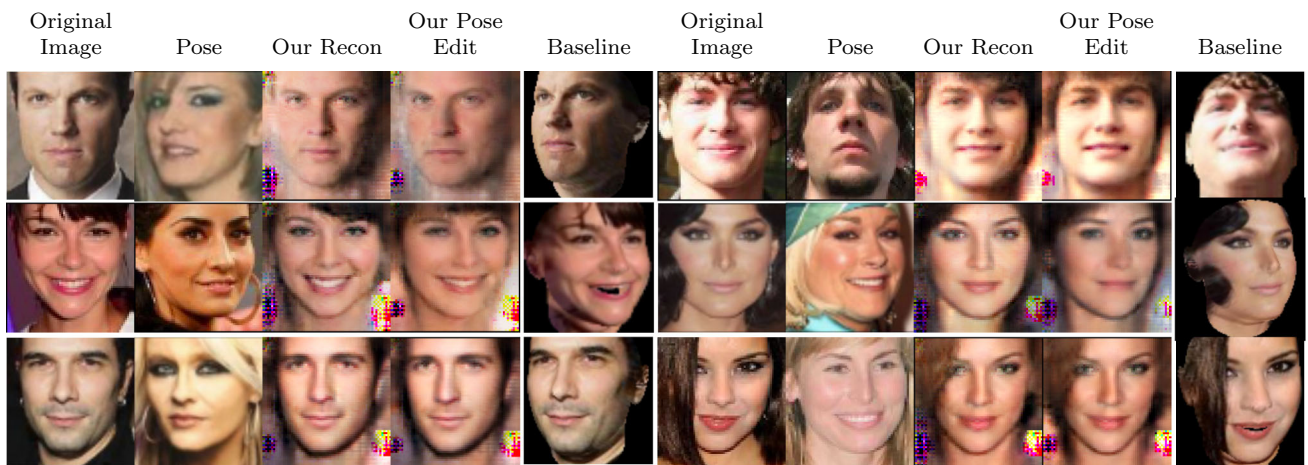 Original
Image
Pose
Our Recon
Our Pose
Edit
Baseline
Original
Image
Pose
Our Recon
Our Pose
Edit
Baseline